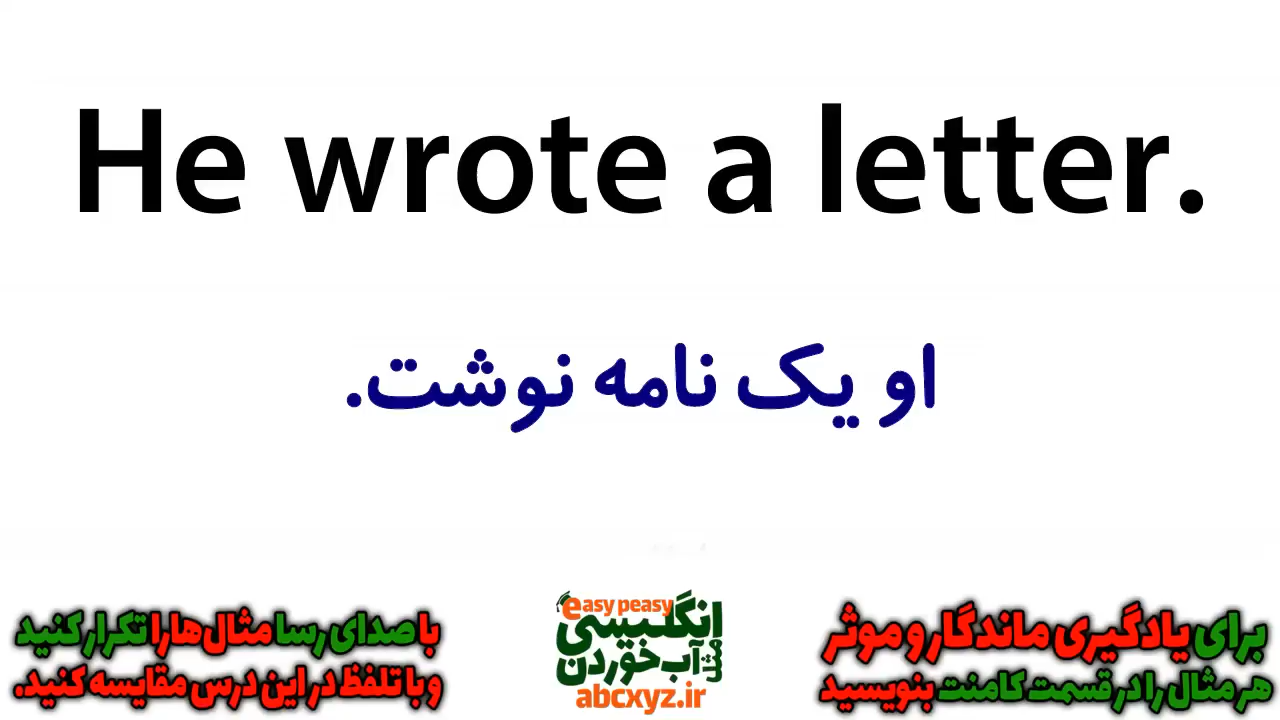 He wrote a letter.
او یک نامه نوشت.
با صدای رسا مثال‌ها را تکرار کنید
و با تلفظ در این درس مقایسه کنید.
easy peasy
انگلیسی
مثل آب خوردن
abcxyz.ir
برای یادگیری ماندگار و موثر
هر مثال را در قسمت کامنت بنویسید